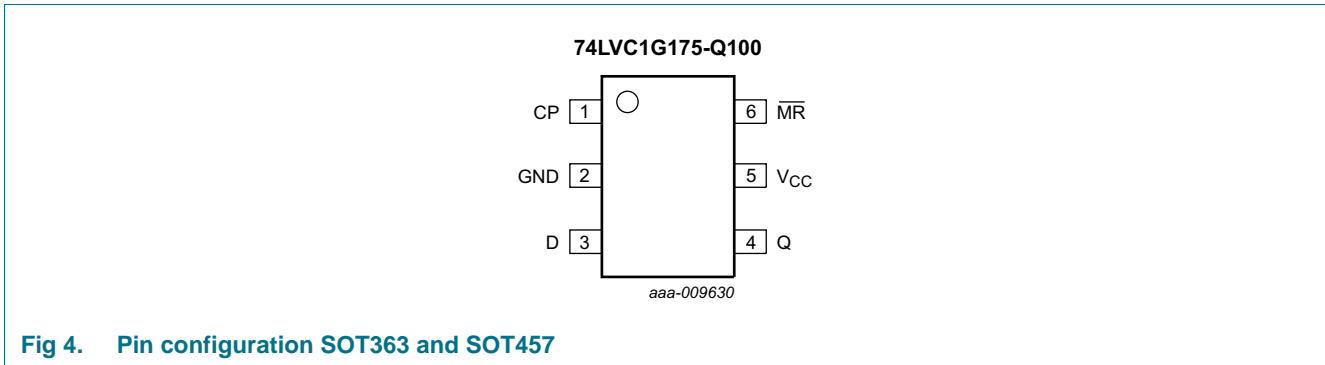 74LVC1G175-Q100
CP 1 6 M̅R̅
GND 2 5 VCC
D 3 4 Q
aaa-009630
Fig 4. Pin configuration SOT363 and SOT457